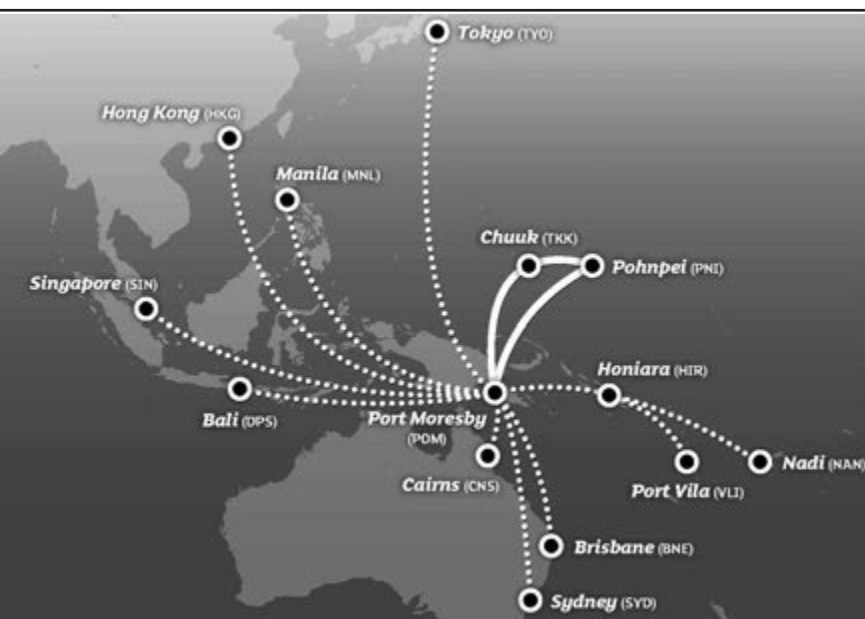 Tokyo (TYO)
Hong Kong (HKG)
Manila (MNL)
Chuuk (TKK)
Pohnpei (PNI)
Singapore (SIN)
Honiara (HIR)
Bali (DPS)
Port Moresby
(POM)
Cairns (CNS)
Port Vila (VLI)
Nadi (NAN)
Brisbane (BNE)
Sydney (SYD)